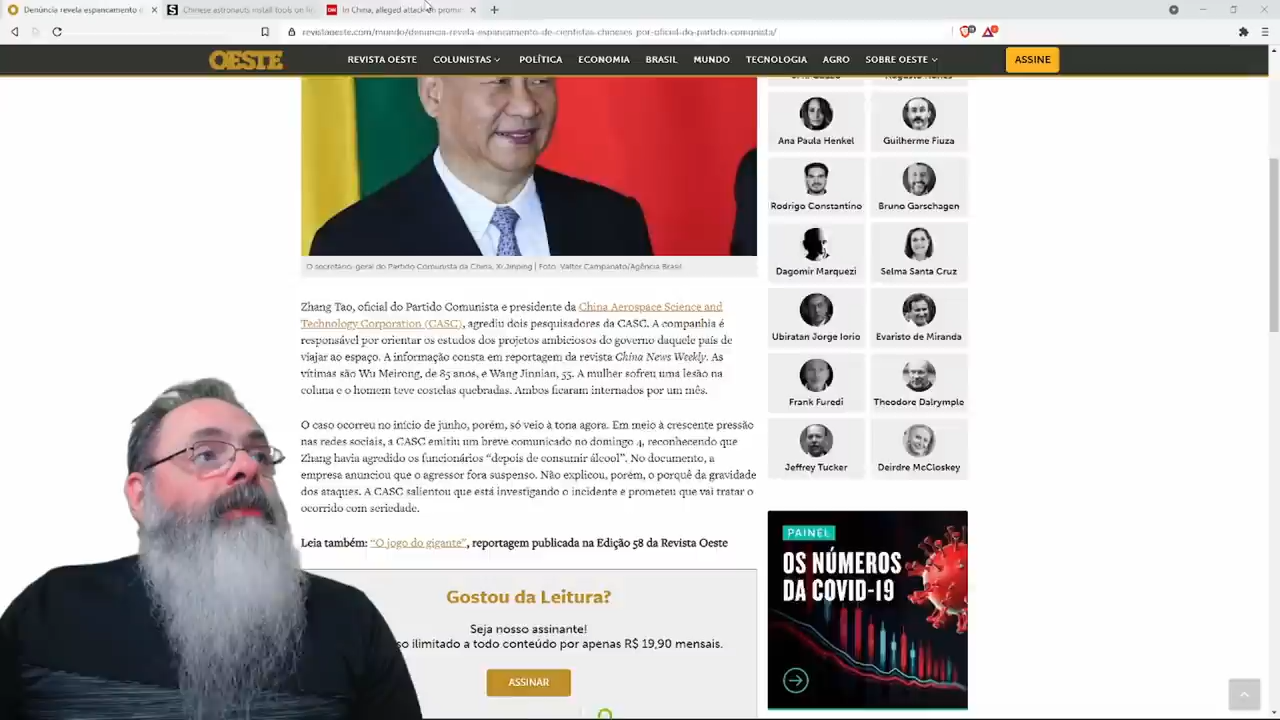 Denúncia revela espancamento d
Chinese astronauts install tools on
In China, alleged attack on promin
revistaoeste.com/mundo/denuncia-revela-espancamento-de-cientistas-chineses-por-oficial-do-partido-comunista/
OESTE
REVISTA OESTE
COLUNISTAS
POLÍTICA
ECONOMIA
BRASIL
MUNDO
TECNOLOGIA
AGRO
SOBRE OESTE
ASSINE
O secretário-geral do Partido Comunista da China, Xi Jinping | Foto: Valter Campanato/Agência Brasil
Zhang Tao, oficial do Partido Comunista e presidente da China Aerospace Science and
Technology Corporation (CASC), agrediu dois pesquisadores da CASC. A companhia é
responsável por orientar os estudos dos projetos ambiciosos do governo daquele país de
viajar ao espaço. A informação consta em reportagem da revista China News Weekly. As
vítimas são Wu Meirong, de 85 anos, e Wang Jinnian, 55. A mulher sofreu uma lesão na
coluna e o homem teve costelas quebradas. Ambos ficaram internados por um mês.
O caso ocorreu no início de junho, porém, só veio à tona agora. Em meio à crescente pressão
nas redes sociais, a CASC emitiu um breve comunicado no domingo 4, reconhecendo que
Zhang havia agredido os funcionários “depois de consumir álcool”. No documento, a
empresa anunciou que o agressor fora suspenso. Não explicou, porém, o porquê da gravidade
dos ataques. A CASC salientou que está investigando o incidente e prometeu que vai tratar o
ocorrido com seriedade.
Leia também: “O jogo do gigante”, reportagem publicada na Edição 58 da Revista Oeste
Gostou da Leitura?
Seja nosso assinante!
so ilimitado a todo conteúdo por apenas R$ 19,90 mensais.
ASSINAR
Ana Paula Henkel
Guilherme Fiuza
Rodrigo Constantino
Bruno Garschagen
Dagomir Marquezi
Selma Santa Cruz
Ubiratan Jorge Iorio
Evaristo de Miranda
Frank Furedi
Theodore Dalrymple
Jeffrey Tucker
Deirdre McCloskey
PAINEL
OS NÚMEROS
DA COVID-19